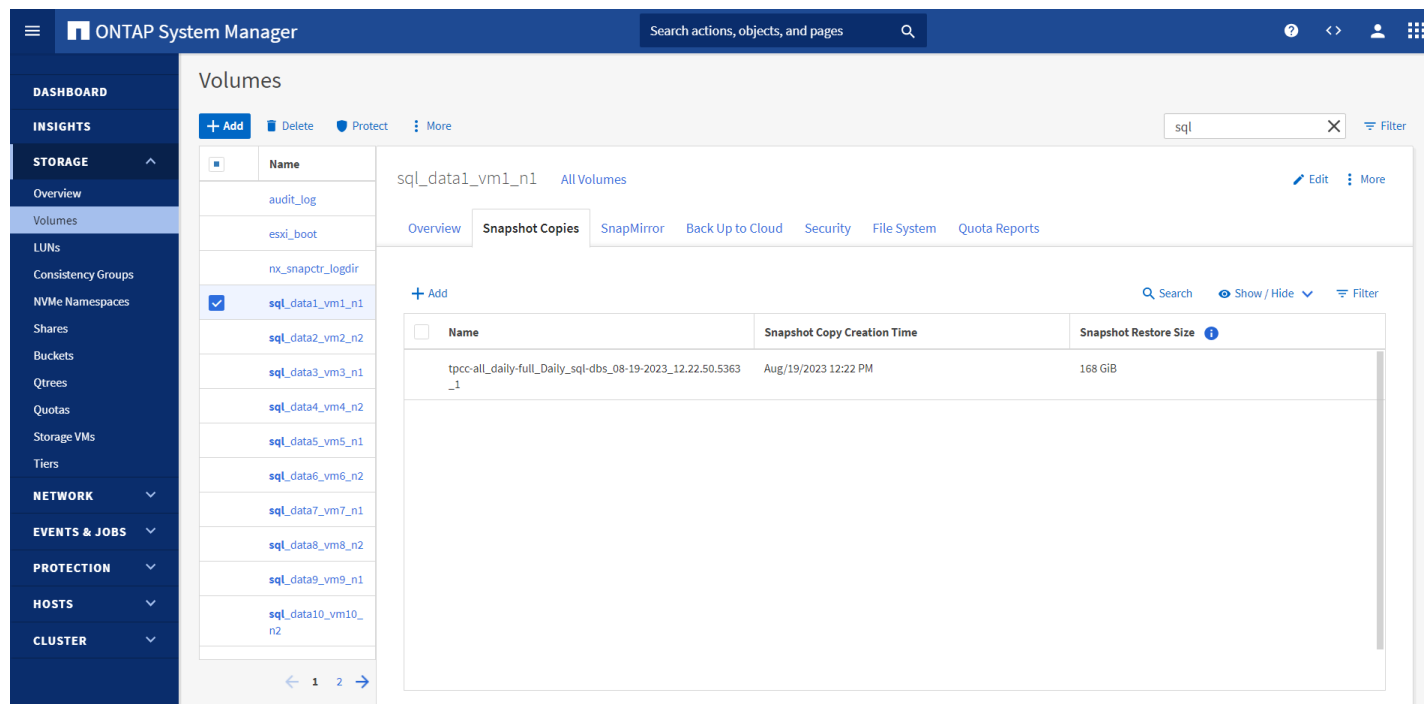 ONTAP System Manager
Search actions, objects, and pages
DASHBOARD
INSIGHTS
STORAGE
Overview
Volumes
LUNs
Consistency Groups
NVMe Namespaces
Shares
Buckets
Qtrees
Quotas
Storage VMs
Tiers
NETWORK
EVENTS & JOBS
PROTECTION
HOSTS
CLUSTER
Volumes
+ Add Delete Protect More
sql
Filter
Name
audit_log
esxi_boot
nx_snapctr_logdir
sql_data1_vm1_n1
sql_data2_vm2_n2
sql_data3_vm3_n1
sql_data4_vm4_n2
sql_data5_vm5_n1
sql_data6_vm6_n2
sql_data7_vm7_n1
sql_data8_vm8_n2
sql_data9_vm9_n1
sql_data10_vm10_
n2
1 2
sql_data1_vm1_n1 All Volumes
Edit More
Overview Snapshot Copies SnapMirror Back Up to Cloud Security File System Quota Reports
+ Add
Search Show / Hide Filter
Name Snapshot Copy Creation Time Snapshot Restore Size
tpcc-all_daily-full_Daily_sql-dbs_08-19-2023_12.22.50.5363 Aug/19/2023 12:22 PM 168 GiB
_1